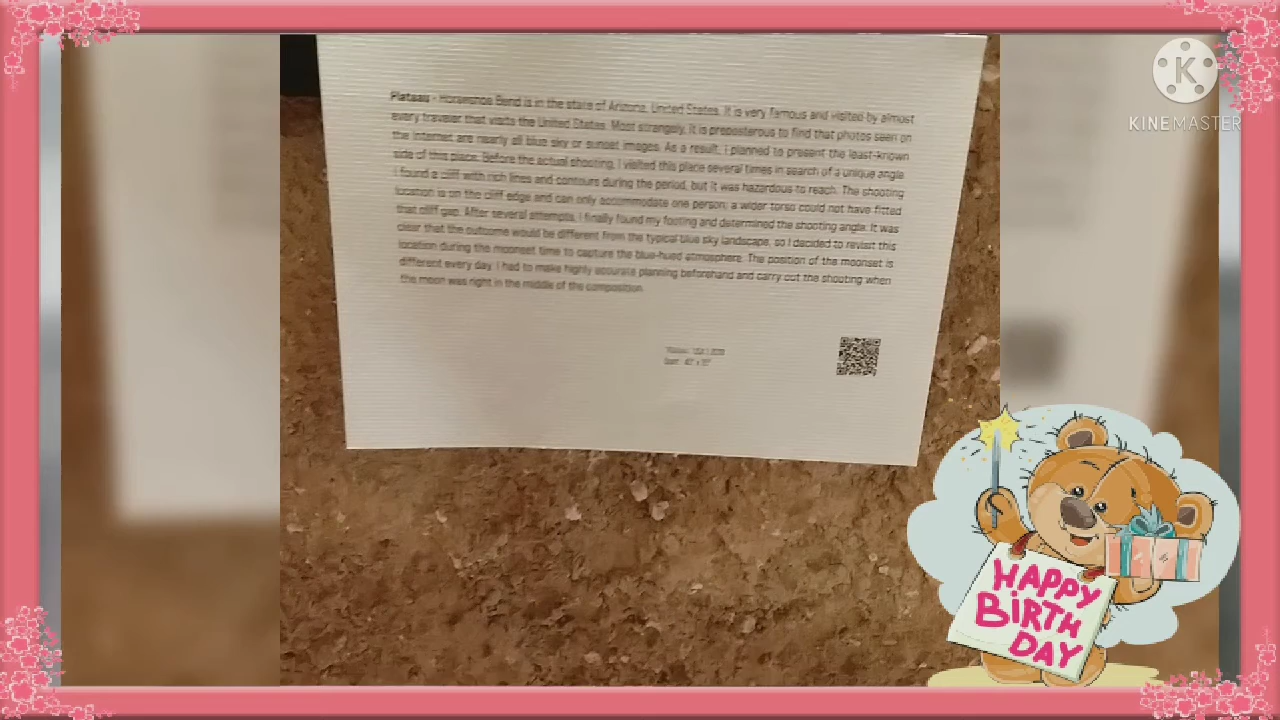 Plateau - Horseshoe Bend is in the state of Arizona, United States. It is very famous and visited by almost
every traveler that visits the United States. Most strangely, it is preposterous to find that photos seen on
the Internet are nearly all blue sky or sunset images. As a result, I planned to present the least-known
side of this place. Before the actual shooting, I visited this place several times in search of a unique angle
I found a cliff with rich lines and contours during the period, but it was hazardous to reach. The shooting
location is on the cliff edge and can only accommodate one person; a wider torso could not have fitted
that cliff gap. After several attempts, I finally found my footing and determined the shooting angle. It was
clear that the outcome would be different from the typical blue sky landscape, so I decided to revisit this
location during the moonset time to capture the blue-hued atmosphere. The position of the moonset is
different every day. I had to make highly accurate planning beforehand and carry out the shooting when
the moon was right in the middle of the composition.
K
KINEMASTER
HAPPY
BIRTH
DAY